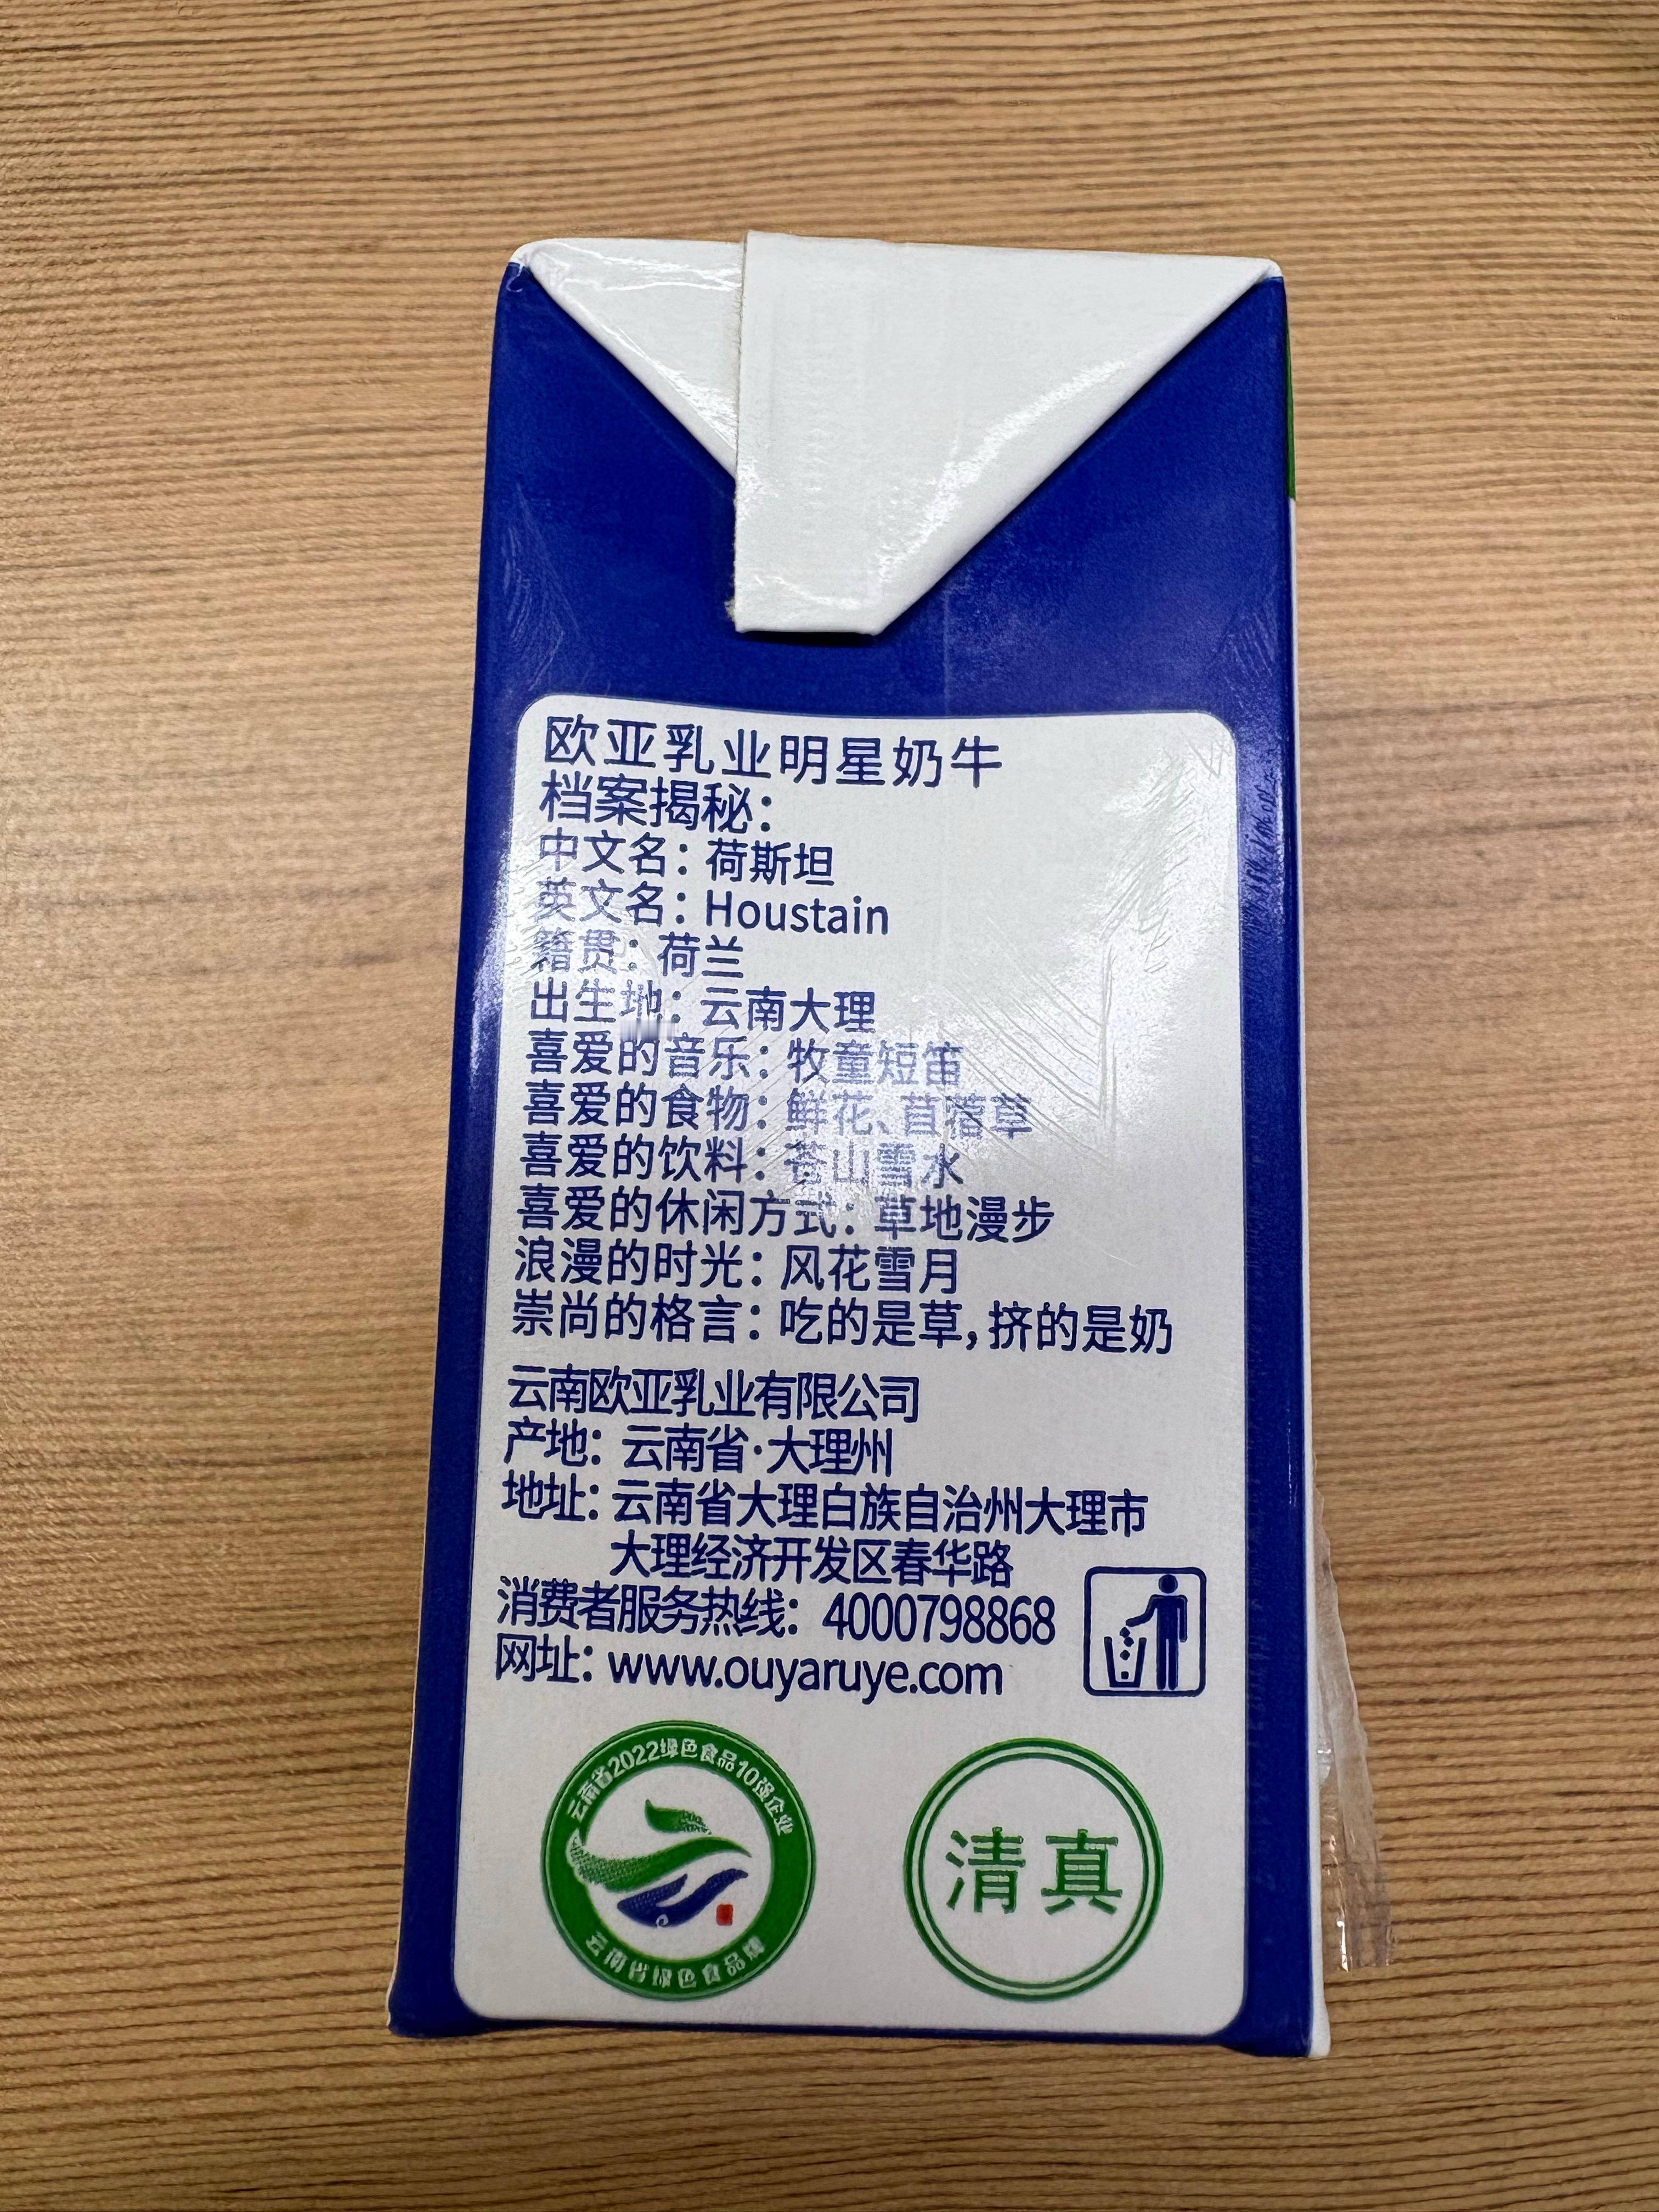 欧亚乳业明星奶牛
档案揭秘：
中文名：荷斯坦
英文名：Houstain
籍贯：荷兰
出生地：云南大理
喜爱的音乐：牧童短笛
喜爱的食物：鲜花、苜蓿草
喜爱的饮料：苍山雪水
喜爱的休闲方式：草地漫步
浪漫的时光：风花雪月
崇尚的格言：吃的是草，挤的是奶
云南欧亚乳业有限公司
产地：云南省·大理州
地址：云南省大理白族自治州大理市
大理经济开发区春华路
消费者服务热线：4000798868
网址：www.ouyaruye.com
云南省2022绿色食品10强企业
云南省绿色食品品牌
清真